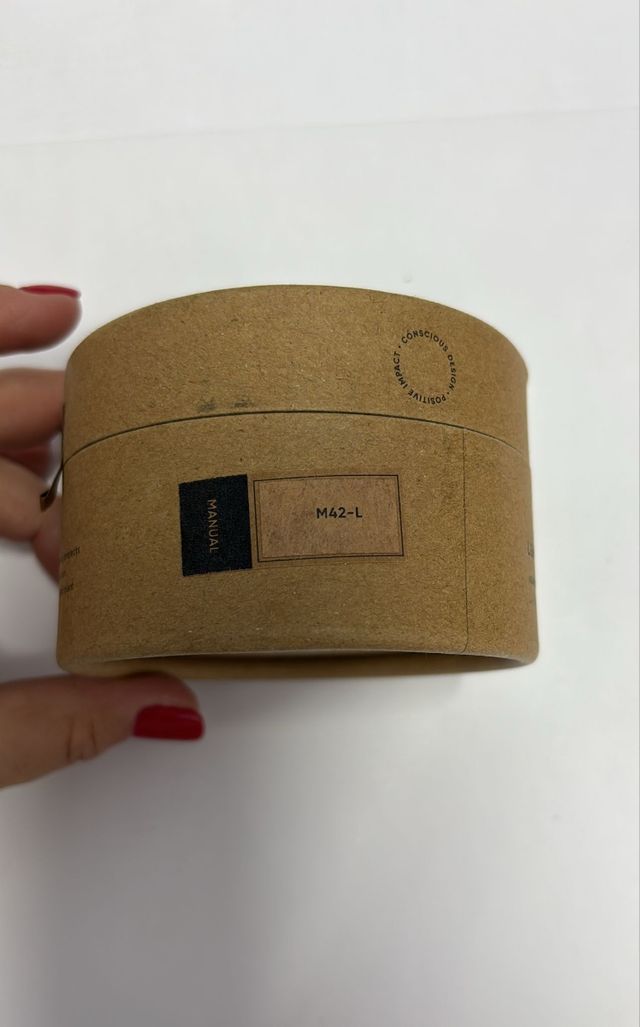 CONSCIOUS DESIGN • POSITIVE IMPACT •
MANUAL
M42-L